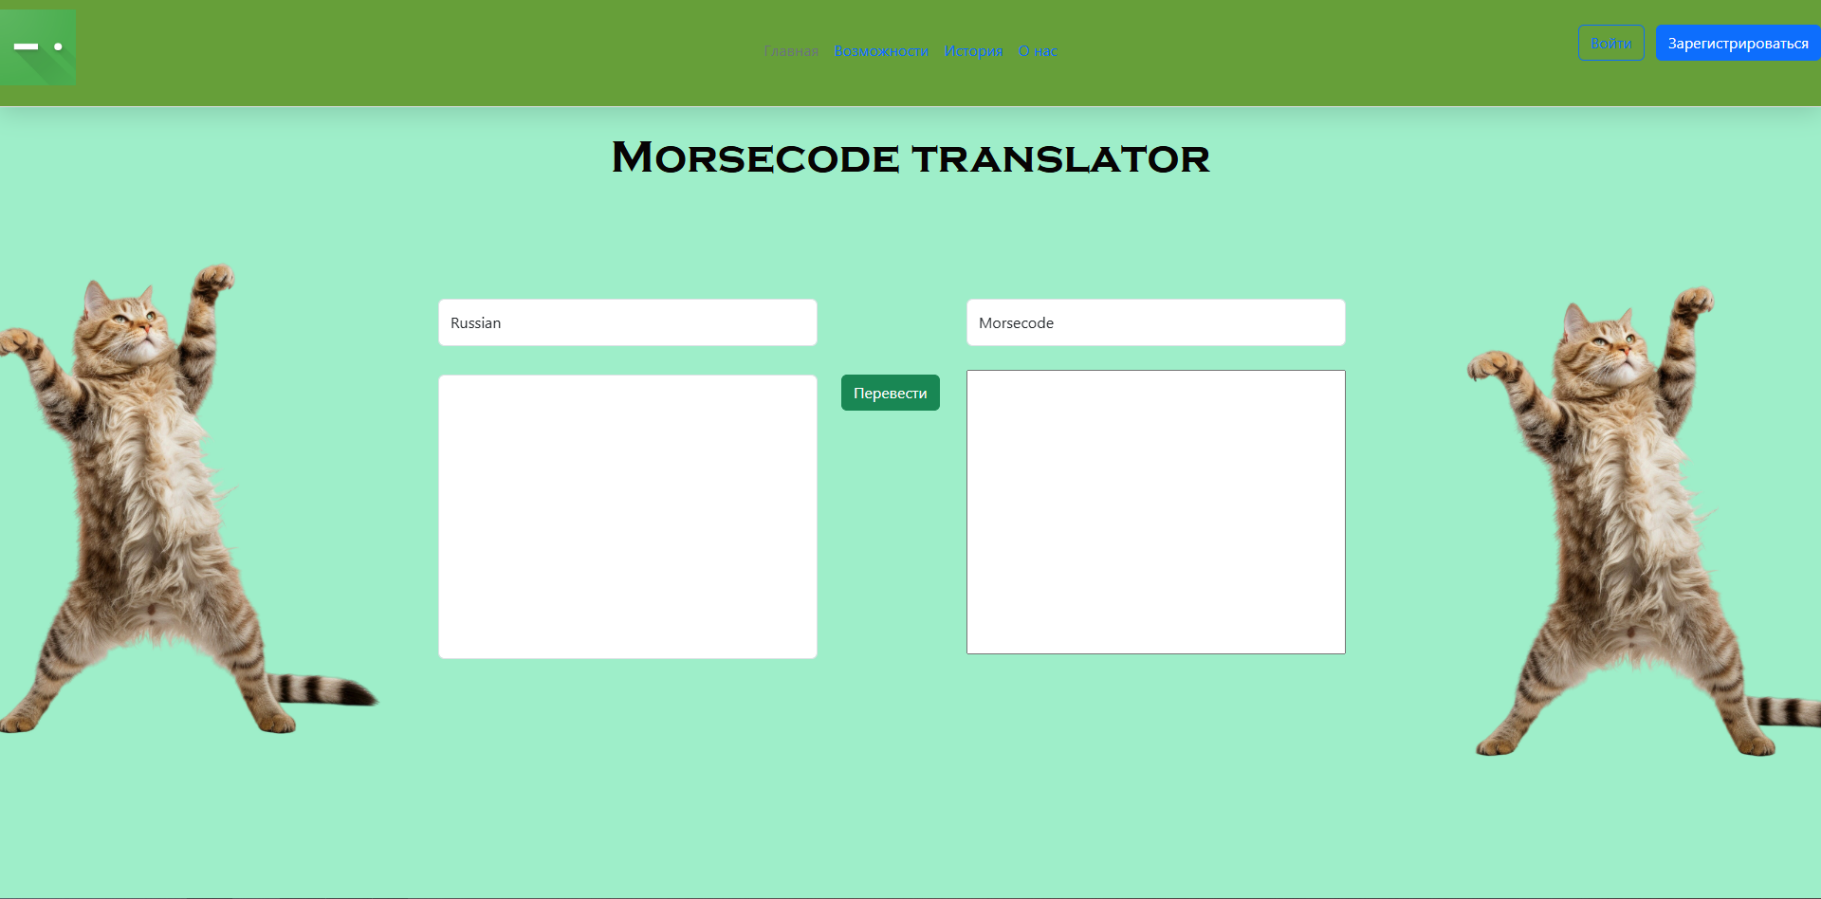 Главная Возможности История О нас Войти Зарегистрироваться
Morsecode translator
Russian Morsecode
Перевести